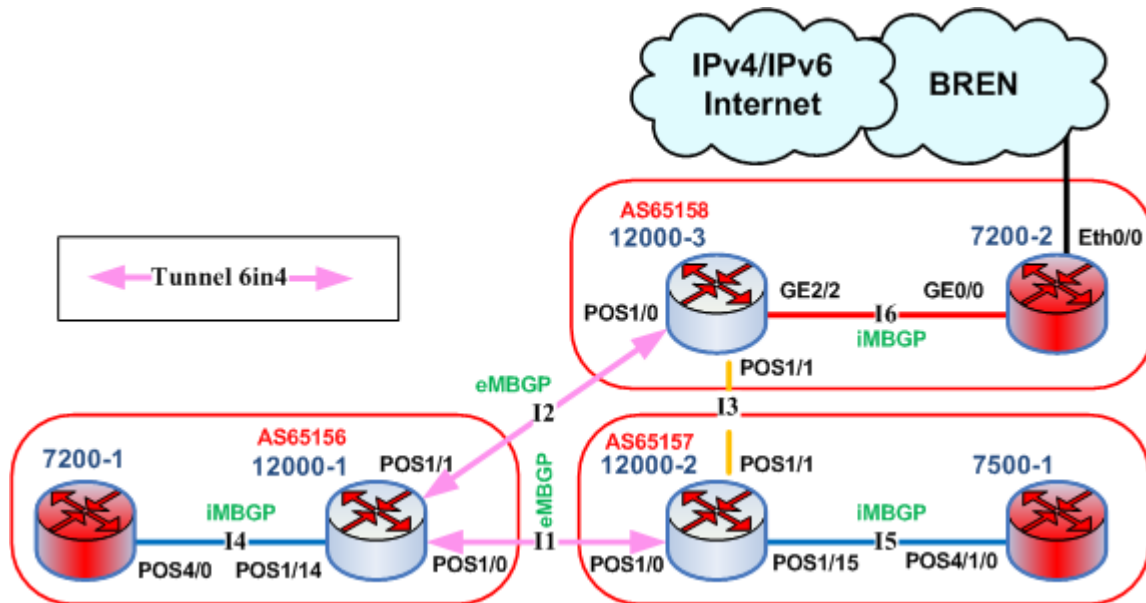 IPv4/IPv6
Internet
BREN
AS65158
12000-3
7200-2
Eth0/0
Tunnel 6in4
POS1/0
GE2/2
GE0/0
I6
iMBGP
POS1/1
eMBGP
I2
I3
AS65156
7200-1
12000-1
POS1/1
eMBGP
AS65157
12000-2
POS1/1
7500-1
iMBGP
I4
POS4/0
POS1/14
POS1/0
I1
POS1/0
iMBGP
I5
POS1/15
POS4/1/0